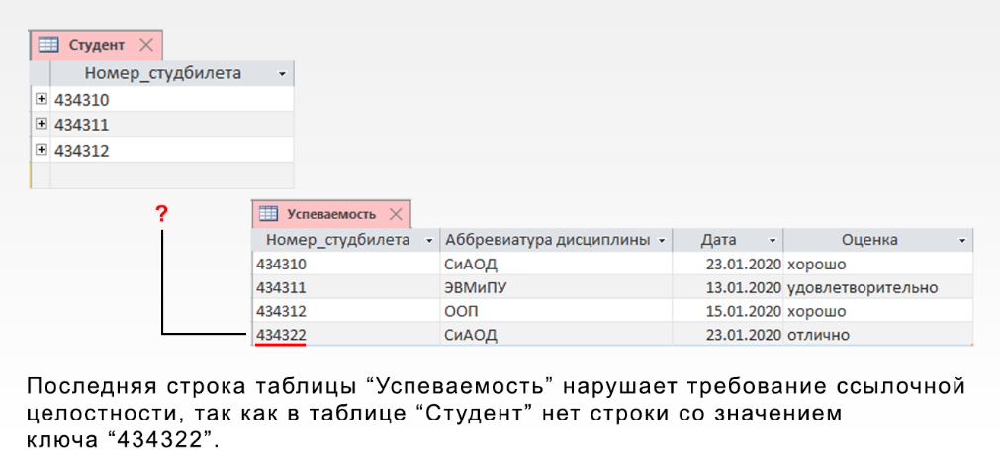 Студент
Номер_студбилета
434310
434311
434312
?
Успеваемость
Номер_студбилета Аббревиатура дисциплины Дата Оценка
434310 СиАОД 23.01.2020 хорошо
434311 ЭВМиПУ 13.01.2020 удовлетворительно
434312 ООП 15.01.2020 хорошо
434322 СиАОД 23.01.2020 отлично
Последняя строка таблицы “Успеваемость” нарушает требование ссылочной
целостности, так как в таблице “Студент” нет строки со значением
ключа “434322”.